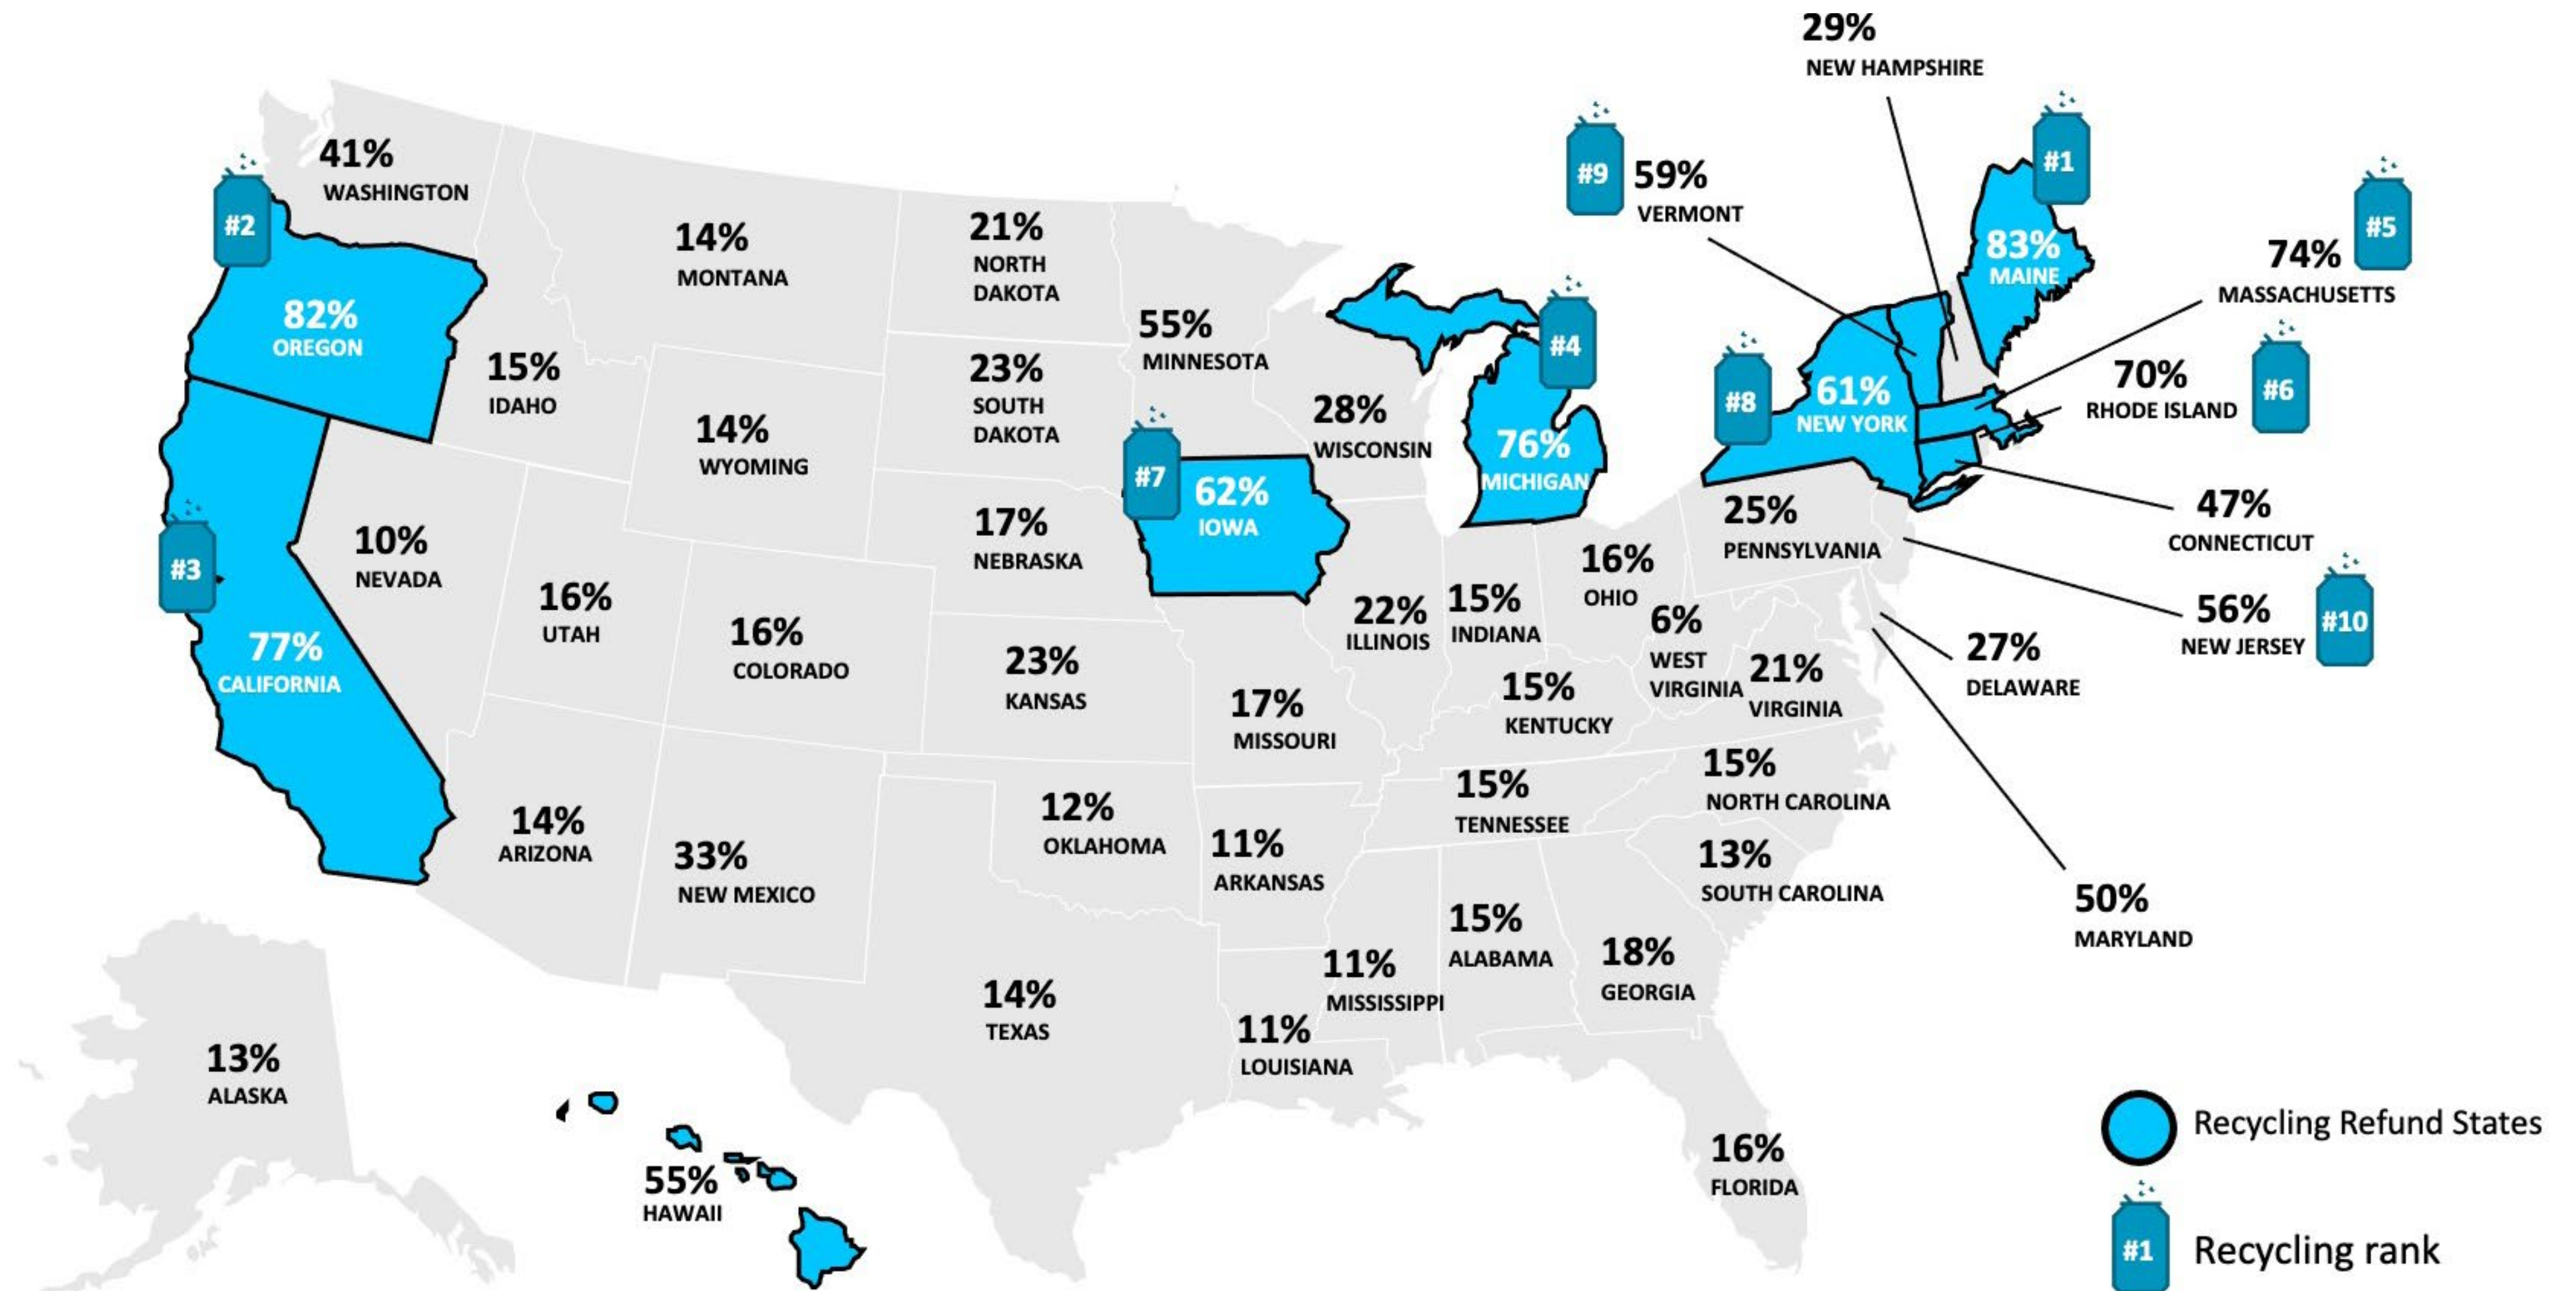 29%
NEW HAMPSHIRE
#1
#9
59%
VERMONT
41%
WASHINGTON
#2
83%
MAINE
#5
74%
MASSACHUSETTS
14%
MONTANA
21%
NORTH
DAKOTA
82%
OREGON
55%
MINNESOTA
#4
#8
61%
NEW YORK
70%
RHODE ISLAND
#6
15%
IDAHO
23%
SOUTH
DAKOTA
28%
WISCONSIN
76%
MICHIGAN
14%
WYOMING
#7
62%
IOWA
25%
PENNSYLVANIA
47%
CONNECTICUT
10%
NEVADA
17%
NEBRASKA
16%
OHIO
#3
56%
NEW JERSEY
#10
16%
UTAH
22%
ILLINOIS
15%
INDIANA
6%
WEST
VIRGINIA
21%
VIRGINIA
27%
DELAWARE
77%
CALIFORNIA
16%
COLORADO
23%
KANSAS
17%
MISSOURI
15%
KENTUCKY
15%
NORTH CAROLINA
15%
TENNESSEE
14%
ARIZONA
33%
NEW MEXICO
12%
OKLAHOMA
11%
ARKANSAS
13%
SOUTH CAROLINA
50%
MARYLAND
15%
ALABAMA
18%
GEORGIA
11%
MISSISSIPPI
14%
TEXAS
11%
LOUISIANA
13%
ALASKA
55%
HAWAII
16%
FLORIDA
Recycling Refund States
#1
Recycling rank